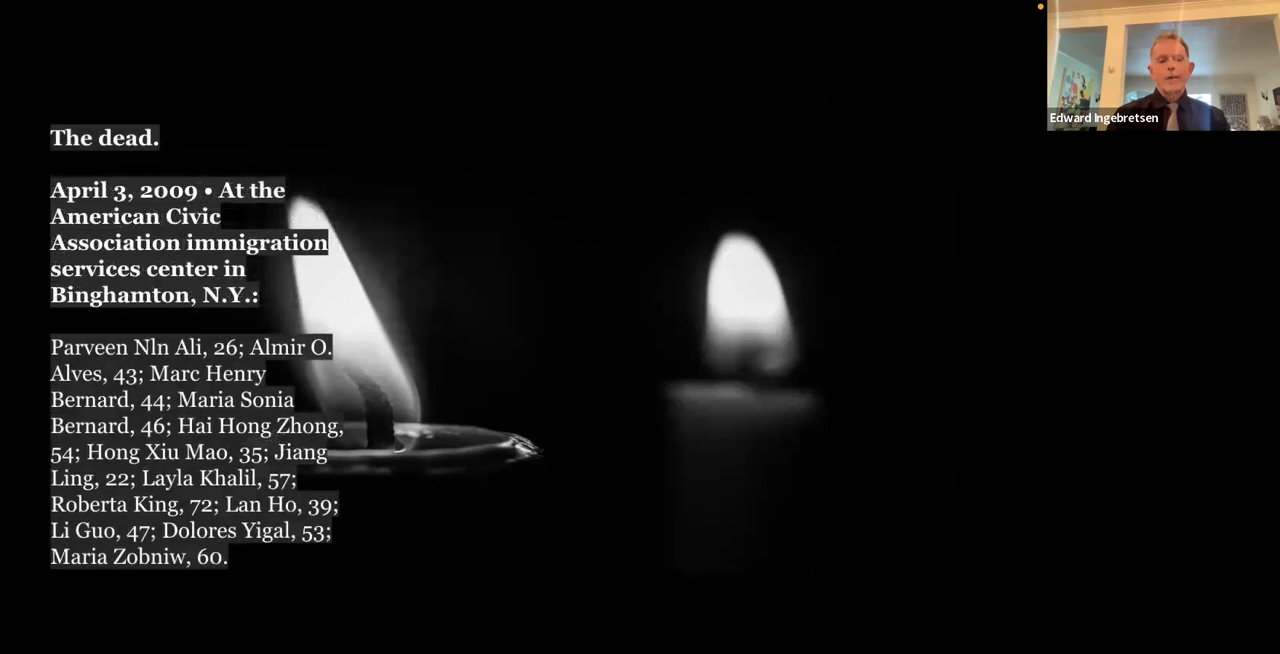 The dead.
April 3, 2009 • At the
American Civic
Association immigration
services center in
Binghamton, N.Y.:
Parveen Nln Ali, 26; Almir O.
Alves, 43; Marc Henry
Bernard, 44; Maria Sonia
Bernard, 46; Hai Hong Zhong,
54; Hong Xiu Mao, 35; Jiang
Ling, 22; Layla Khalil, 57;
Roberta King, 72; Lan Ho, 39;
Li Guo, 47; Dolores Yigal, 53;
Maria Zobniw, 60.
Edward Ingebretsen